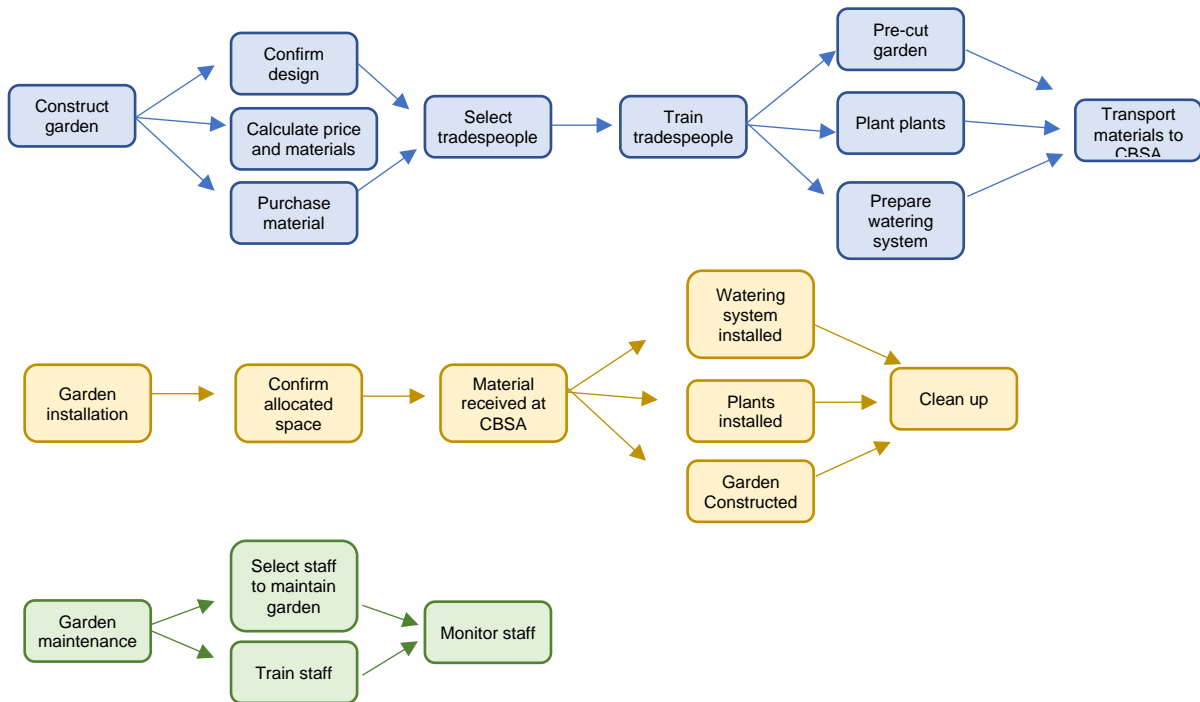 Construct
garden
Confirm
design
Calculate price
and materials
Purchase
material
Select
tradespeople
Train
tradespeople
Pre-cut
garden
Plant plants
Prepare
watering
system
Transport
materials to
CBSA
Garden
installation
Confirm
allocated
space
Material
received at
CBSA
Watering
system
installed
Plants
installed
Garden
Constructed
Clean up
Garden
maintenance
Select staff
to maintain
garden
Train staff
Monitor staff